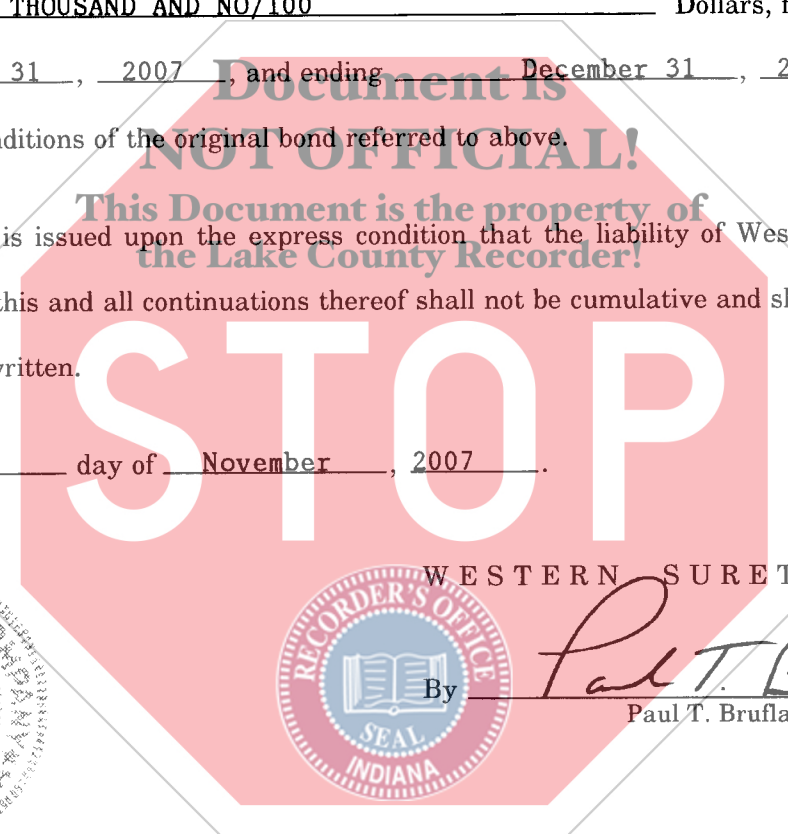 THOUSAND AND NO/100 Dollars,
31, 2007, and ending December 31, 2
Document is
nditions of the original bond referred to above.
NOT OFFICIAL!
This Document is the property of
is issued upon the express condition that the liability of Wes
the Lake County Recorder!
this and all continuations thereof shall not be cumulative and s
written.
STOP
day of November, 2007.
WESTERN SURET
RECORDER'S OFFICE
SEAL
INDIANA
By Paul T.
Paul T. Brufla